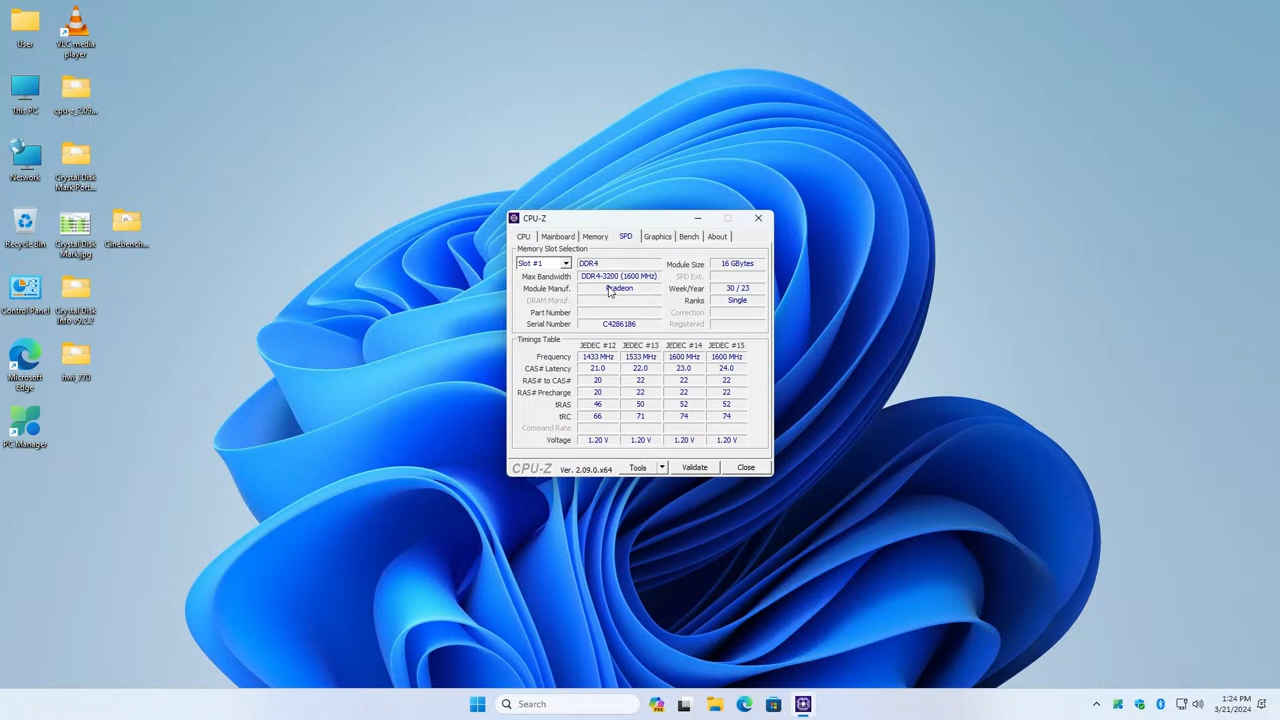 User
VLC media
player
This PC
cpu-z_2.09...
Network
Crystal Disk
Mark Port...
Recycle Bin
Crystal Disk
Mark.jpg
Cinebench...
Control Panel
Crystal Disk
Info v9.2.2
Microsoft
Edge
hwi_770
PC Manager
CPU-Z
CPU Mainboard Memory SPD Graphics Bench About
Memory Slot Selection
Slot #1 DDR4 Module Size 16 GBytes
Max Bandwidth DDR4-3200 (1600 MHz) SPD Ext.
Module Manuf. Week/Year 30 / 23
DRAM Manuf. Ranks Single
Part Number Correction
Serial Number C4286186 Registered
Timings Table
JEDEC #12 JEDEC #13 JEDEC #14 JEDEC #15
Frequency 1433 MHz 1533 MHz 1600 MHz 1600 MHz
CAS# Latency 21.0 22.0 23.0 24.0
RAS# to CAS# 20 22 22 22
RAS# Precharge 20 22 22 22
tRAS 46 50 52 52
tRC 66 71 74 74
Command Rate
Voltage 1.20 V 1.20 V 1.20 V 1.20 V
CPU-Z Ver. 2.09.0.x64 Tools Validate Close
Search
1:24 PM
3/21/2024